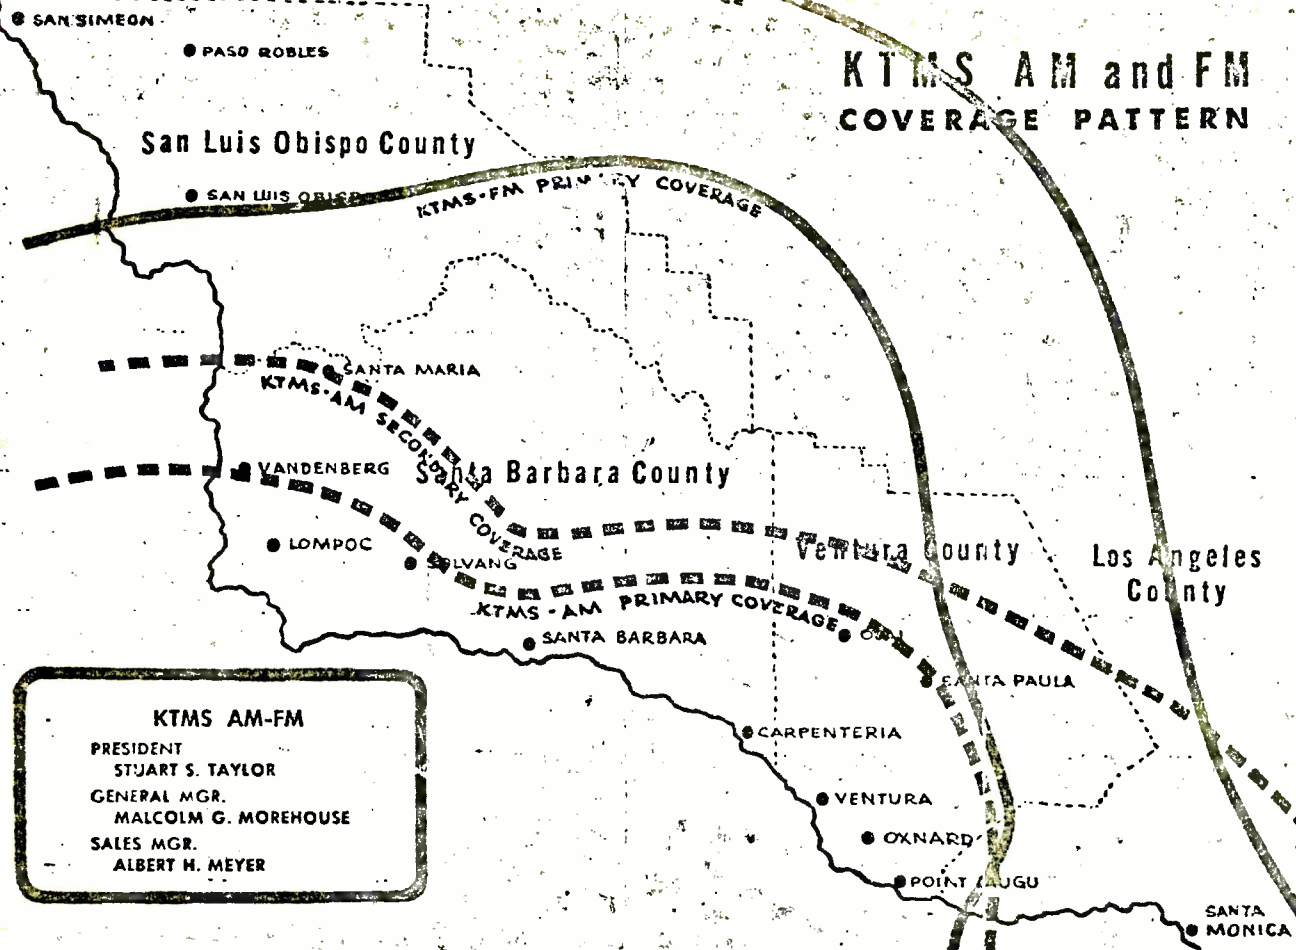 SAN SIMEON
PASO ROBLES
KTMS AM and FM
COVERAGE PATTERN
San Luis Obispo County
SAN LUIS OBISPO
KTMS-FM PRIMARY COVERAGE
SANTA MARIA
KTMS-AM SECONDARY COVERAGE
VANDENBERG
Santa Barbara County
LOMPOC
SOLVANG
Ventura County
Los Angeles
County
KTMS-AM PRIMARY COVERAGE
SANTA BARBARA
SANTA PAULA
CARPENTERIA
VENTURA
OXNARD
POINT MUGU
SANTA
MONICA
KTMS AM-FM
PRESIDENT
STUART S. TAYLOR
GENERAL MGR.
MALCOLM G. MOREHOUSE
SALES MGR.
ALBERT H. MEYER